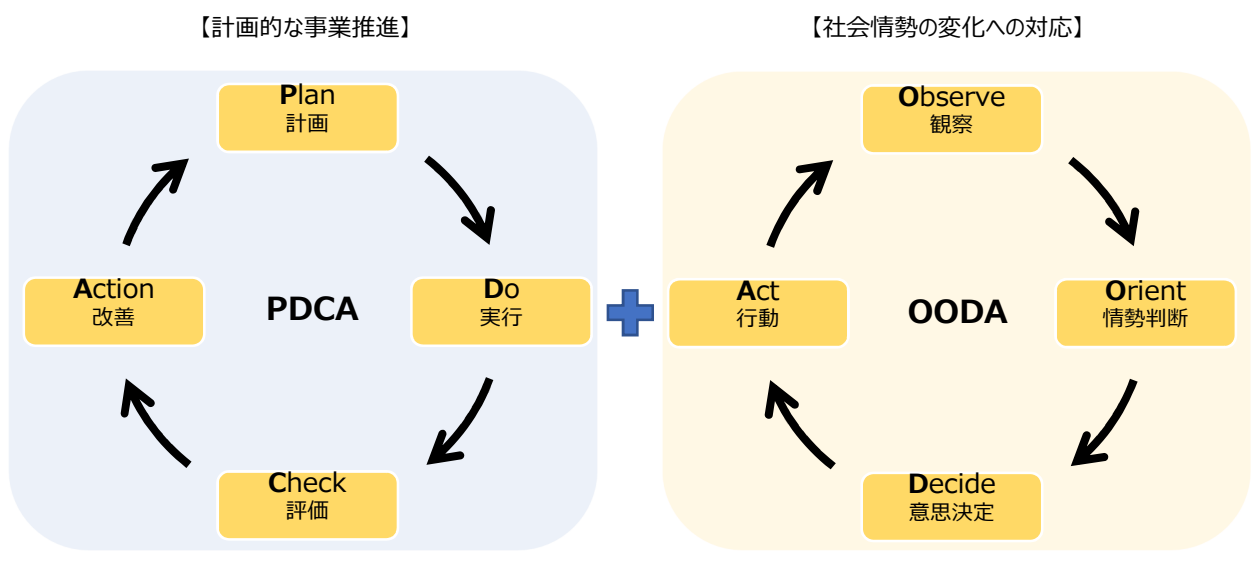 【計画的な事業推進】
Plan
計画
Do
実行
Check
評価
Action
改善
PDCA
【社会情勢の変化への対応】
Observe
観察
Orient
情勢判断
Decide
意思決定
Act
行動
OODA